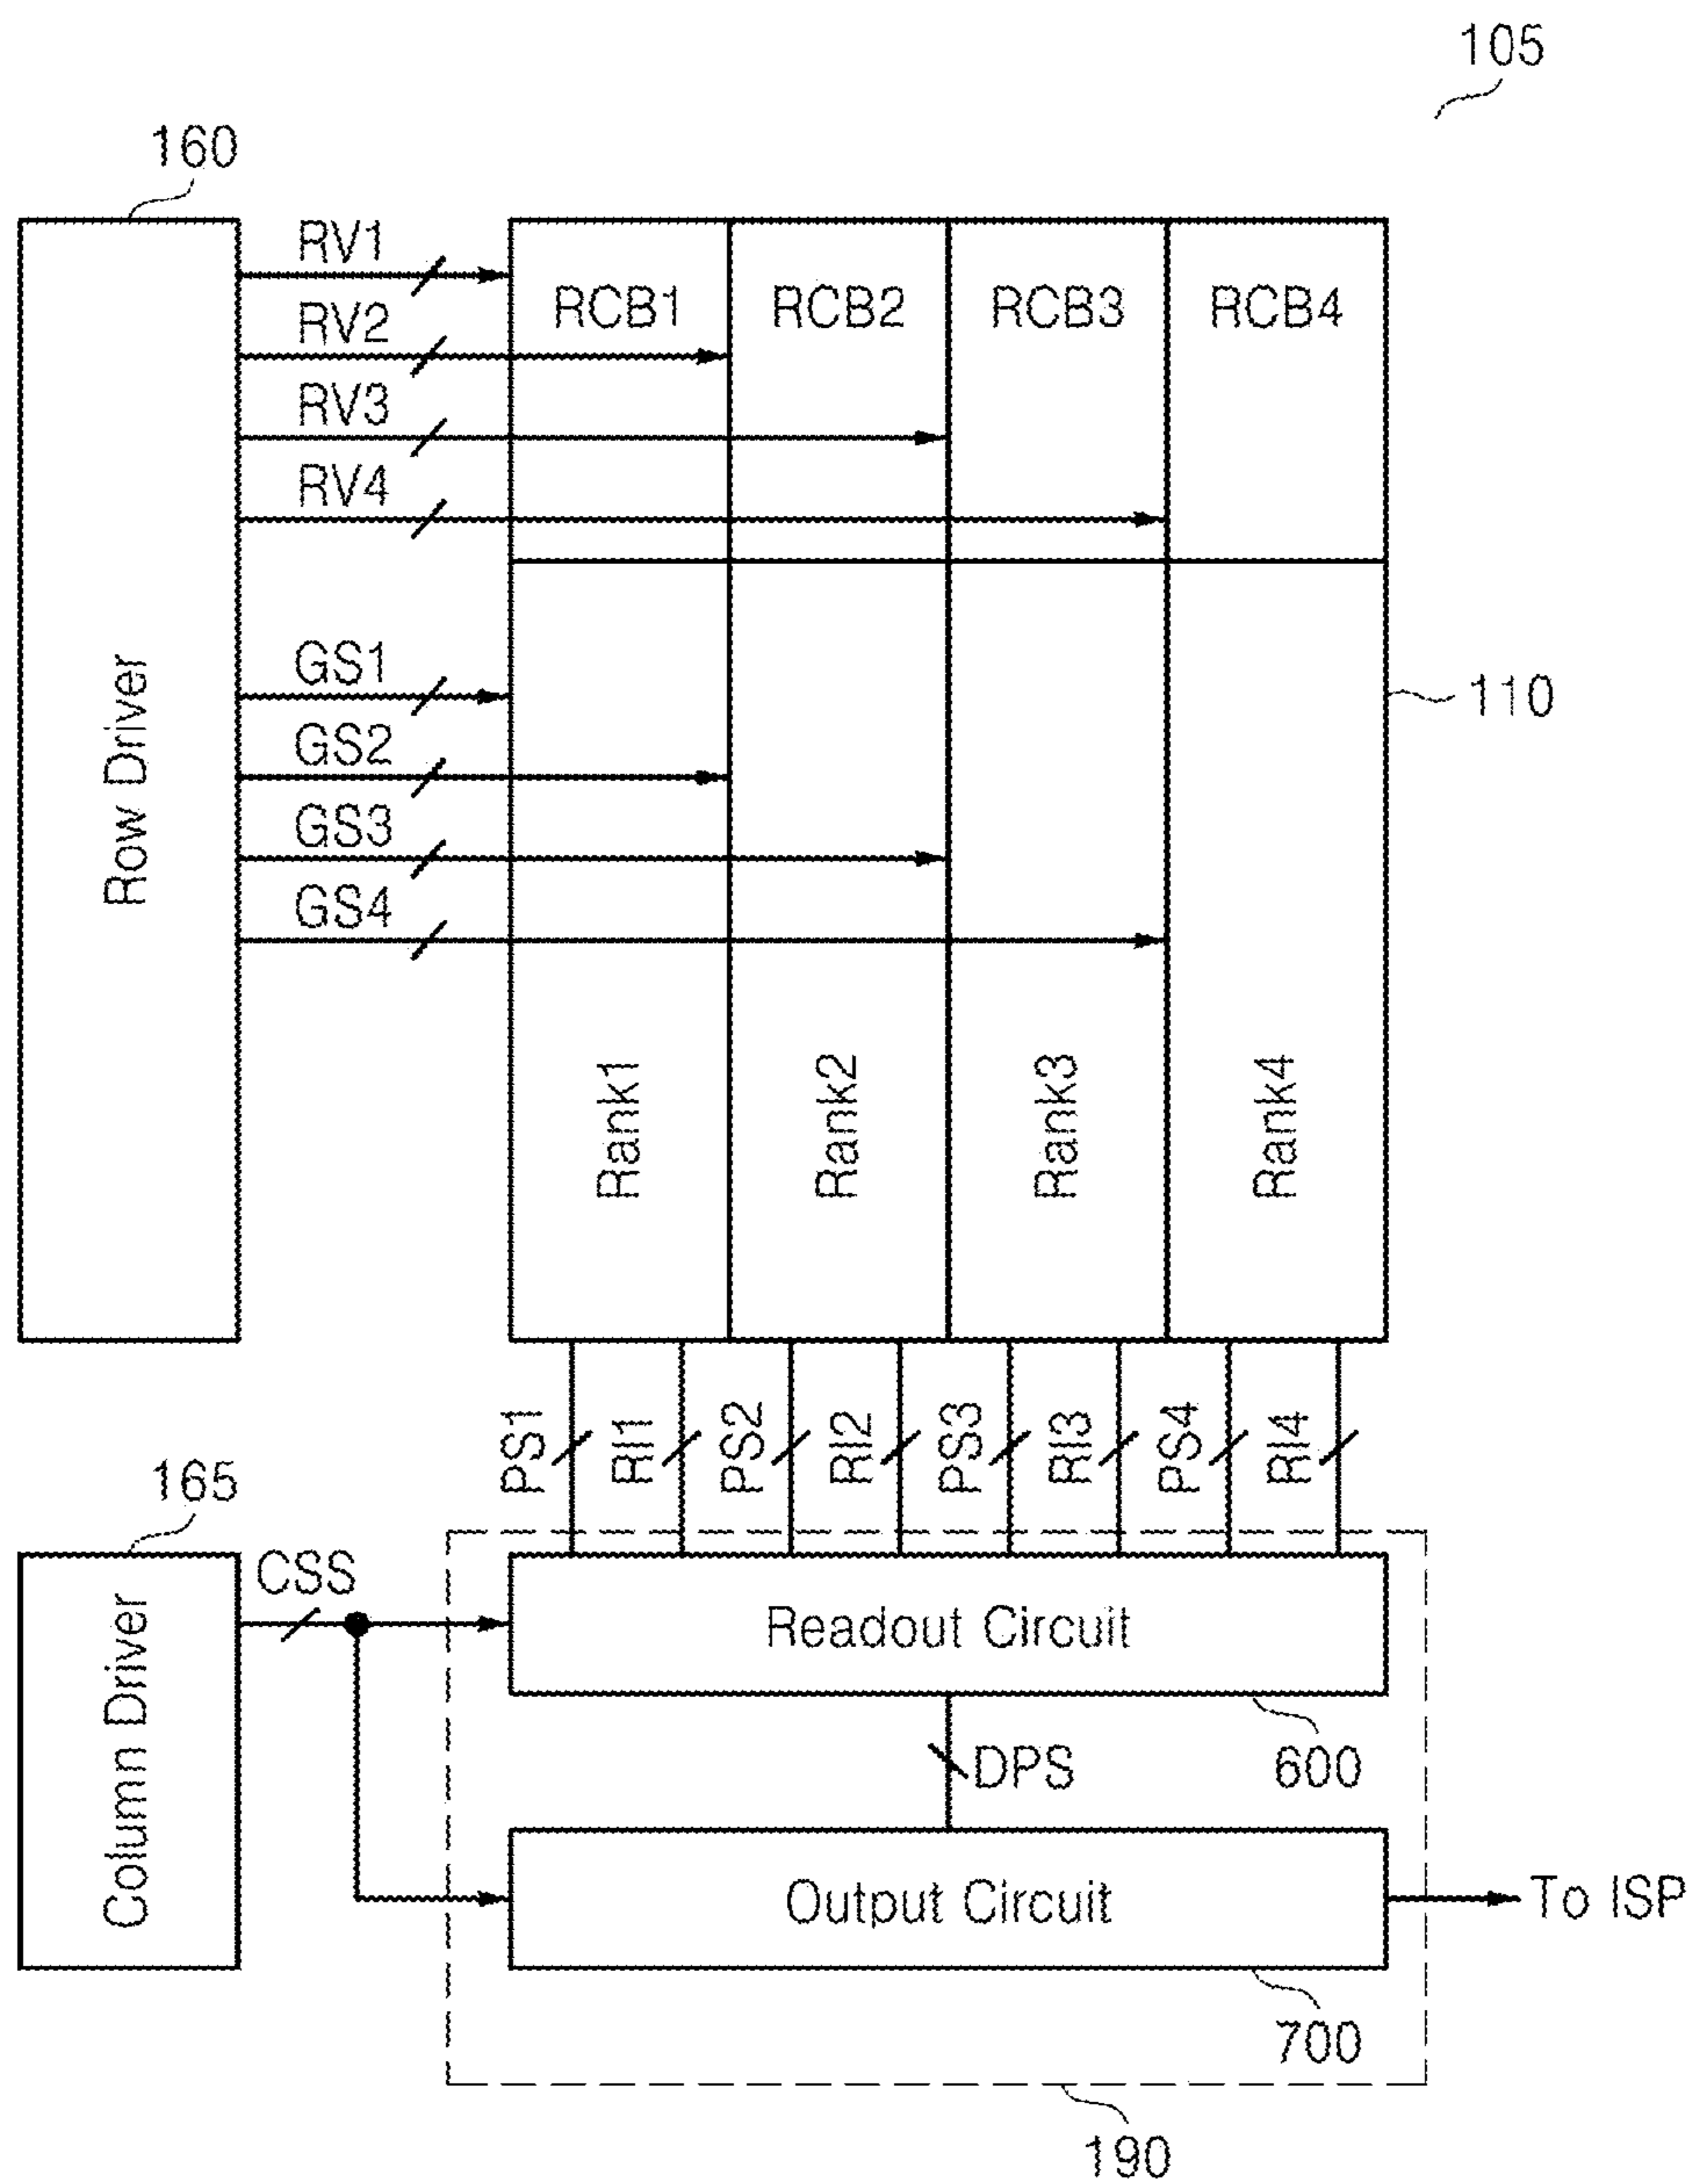 105
160
RV1
RCB1 RCB2 RCB3 RCB4
RV2
RV3
RV4
GS1
110
GS2
GS3
GS4
Row Driver
Rank1 Rank2 Rank3 Rank4
PS1 RI1 PS2 RI2 PS3 RI3 PS4 RI4
165
CSS
Column Driver
Readout Circuit
600
DPS
Output Circuit
To ISP
700
190